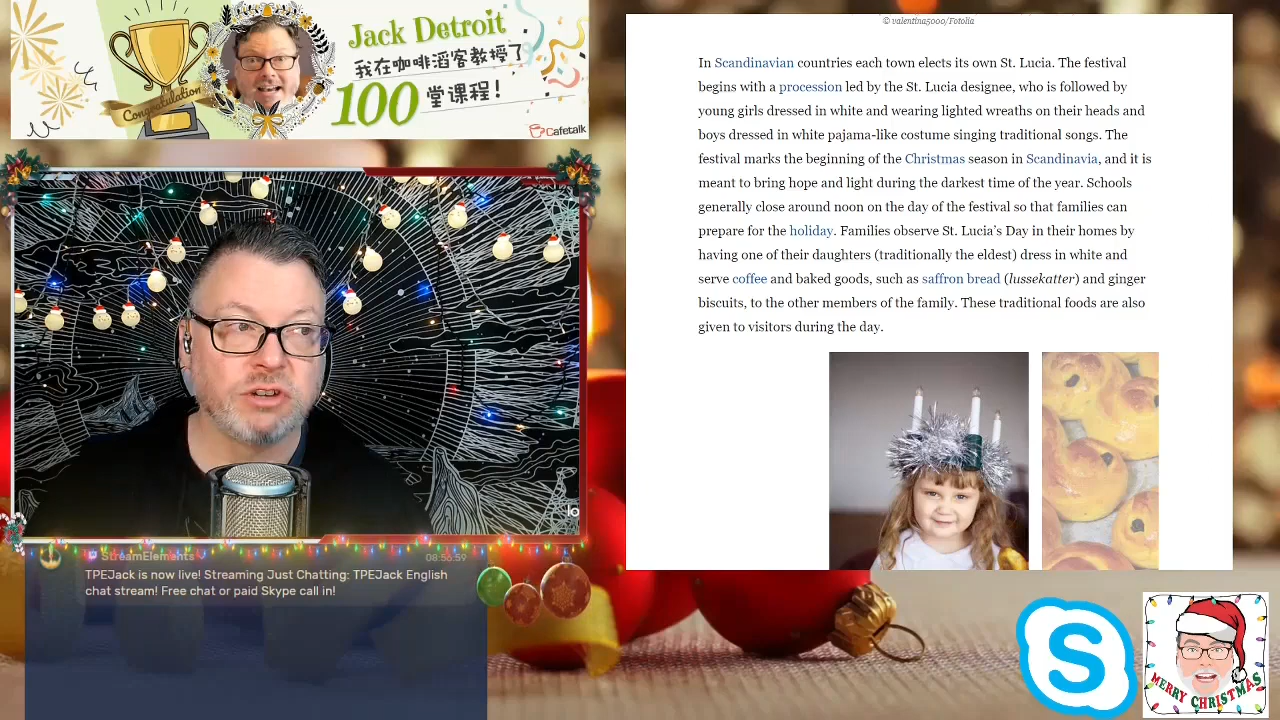 Jack Detroit
我在咖啡滔客教授了
100 堂课程！
Congratulation
Cafetalk
© valentina5000/Fotolia
In Scandinavian countries each town elects its own St. Lucia. The festival
begins with a procession led by the St. Lucia designee, who is followed by
young girls dressed in white and wearing lighted wreaths on their heads and
boys dressed in white pajama-like costume singing traditional songs. The
festival marks the beginning of the Christmas season in Scandinavia, and it is
meant to bring hope and light during the darkest time of the year. Schools
generally close around noon on the day of the festival so that families can
prepare for the holiday. Families observe St. Lucia’s Day in their homes by
having one of their daughters (traditionally the eldest) dress in white and
serve coffee and baked goods, such as saffron bread (lussekatter) and ginger
biscuits, to the other members of the family. These traditional foods are also
given to visitors during the day.
lo
StreamElements
08:56:59
TPEJack is now live! Streaming Just Chatting: TPEJack English
chat stream! Free chat or paid Skype call in!
S
MERRY CHRISTMAS